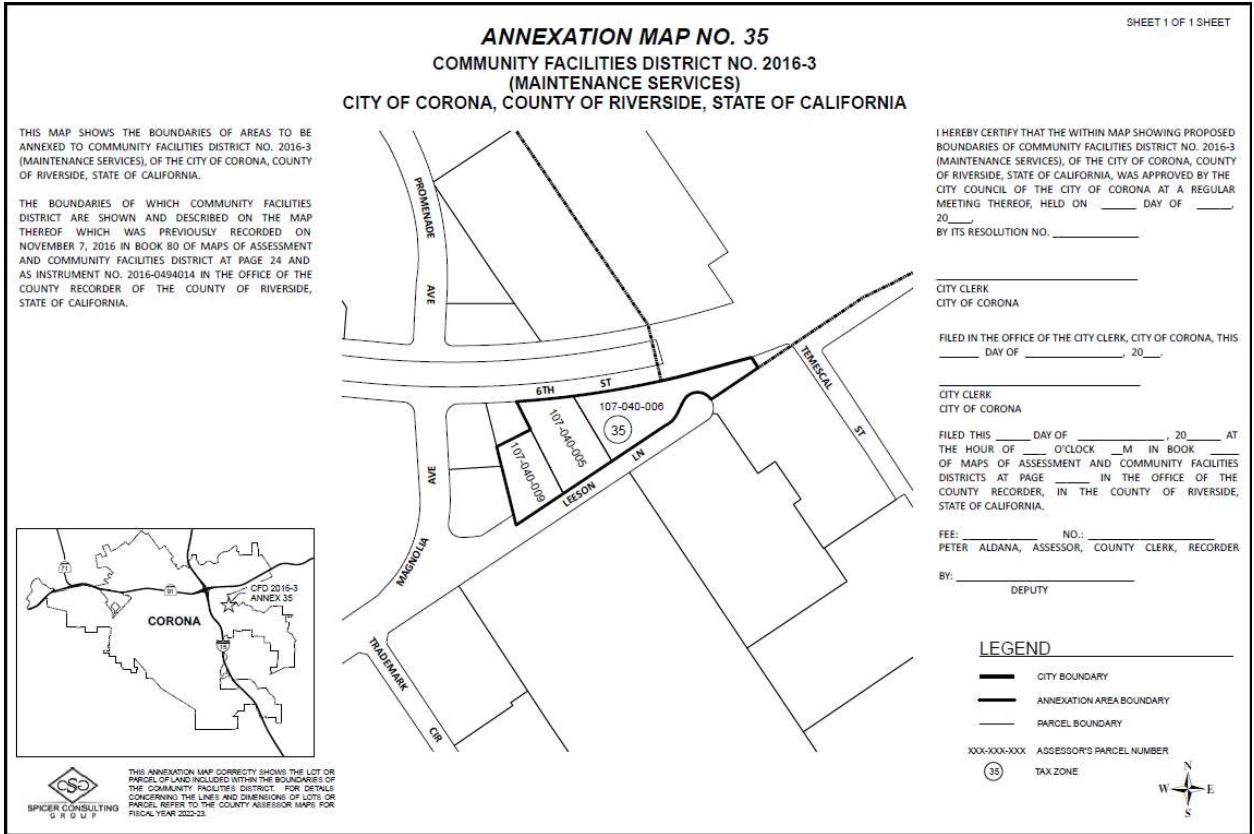 SHEET 1 OF 1 SHEET
ANNEXATION MAP NO. 35
COMMUNITY FACILITIES DISTRICT NO. 2016-3
(MAINTENANCE SERVICES)
CITY OF CORONA, COUNTY OF RIVERSIDE, STATE OF CALIFORNIA
THIS MAP SHOWS THE BOUNDARIES OF AREAS TO BE
ANNEXED TO COMMUNITY FACILITIES DISTRICT NO. 2016-3
(MAINTENANCE SERVICES), OF THE CITY OF CORONA, COUNTY
OF RIVERSIDE, STATE OF CALIFORNIA.
THE BOUNDARIES OF WHICH COMMUNITY FACILITIES
DISTRICT ARE SHOWN AND DESCRIBED ON THE MAP
THEREOF WHICH WAS PREVIOUSLY RECORDED ON
NOVEMBER 7, 2016 IN BOOK 80 OF MAPS OF ASSESSMENT
AND COMMUNITY FACILITIES DISTRICT AT PAGE 24 AND
AS INSTRUMENT NO. 2016-0494014 IN THE OFFICE OF THE
COUNTY RECORDER OF THE COUNTY OF RIVERSIDE,
STATE OF CALIFORNIA.
PROMENADE
AVE
6TH ST
TEMESCAL
ST
107-040-006
35
107-040-005
107-040-009
LEESON LN
AVE
MAGNOLIA
TRADEMARK
CIR
71
91
CFD 2016-3
ANNEX 35
CORONA
15
I HEREBY CERTIFY THAT THE WITHIN MAP SHOWING PROPOSED
BOUNDARIES OF COMMUNITY FACILITIES DISTRICT NO. 2016-3
(MAINTENANCE SERVICES), OF THE CITY OF CORONA, COUNTY
OF RIVERSIDE, STATE OF CALIFORNIA, WAS APPROVED BY THE
CITY COUNCIL OF THE CITY OF CORONA AT A REGULAR
MEETING THEREOF, HELD ON ______ DAY OF ______,
20____,
BY ITS RESOLUTION NO. ______________
CITY CLERK
CITY OF CORONA
FILED IN THE OFFICE OF THE CITY CLERK, CITY OF CORONA, THIS
______ DAY OF ________________, 20___.
CITY CLERK
CITY OF CORONA
FILED THIS _____ DAY OF ______________, 20______ AT
THE HOUR OF ____ O'CLOCK __M IN BOOK _____
OF MAPS OF ASSESSMENT AND COMMUNITY FACILITIES
DISTRICTS AT PAGE ______ IN THE OFFICE OF THE
COUNTY RECORDER, IN THE COUNTY OF RIVERSIDE,
STATE OF CALIFORNIA.
FEE: ____________ NO.: ____________________
PETER ALDANA, ASSESSOR, COUNTY CLERK, RECORDER
BY: _____________________________
DEPUTY
LEGEND
CITY BOUNDARY
ANNEXATION AREA BOUNDARY
PARCEL BOUNDARY
XXX-XXX-XXX ASSESSOR'S PARCEL NUMBER
35 TAX ZONE
N
W E
S
CSG
SPICER CONSULTING
GROUP
THIS ANNEXATION MAP CORRECTY SHOWS THE LOT OR
PARCEL OF LAND INCLUDED WITHIN THE BOUNDARIES OF
THE COMMUNITY FACILITIES DISTRICT. FOR DETAILS
CONCERNING THE LINES AND DIMENSIONS OF LOTS OR
PARCEL REFER TO THE COUNTY ASSESSOR MAPS FOR
FISCAL YEAR 2022-23.